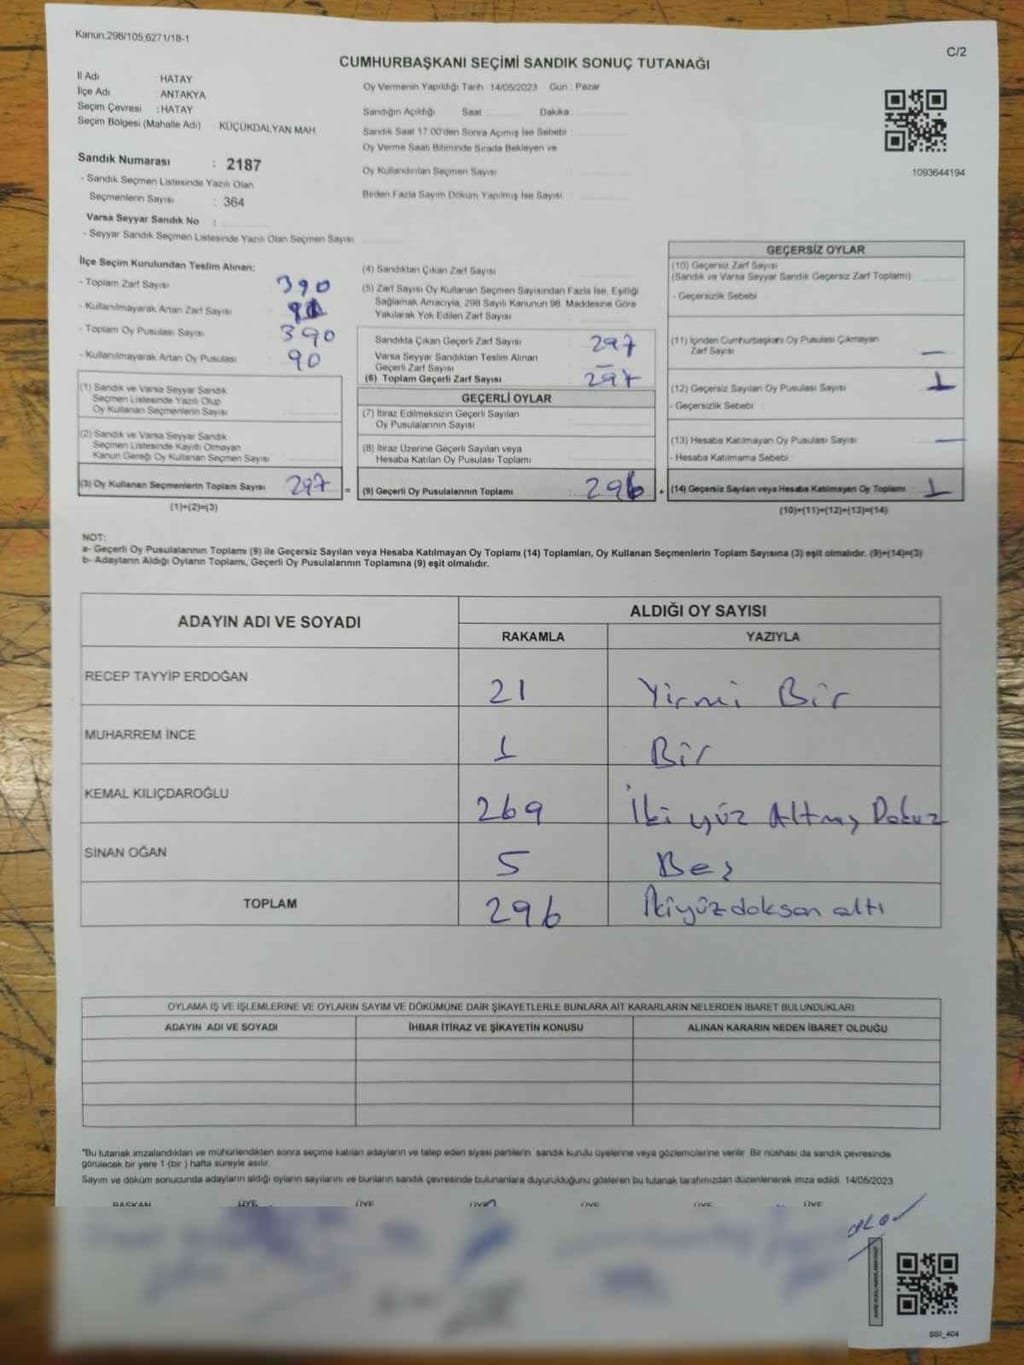 Kanun.298/105,6271/18-1
C/2
CUMHURBAŞKANI SEÇİMİ SANDIK SONUÇ TUTANAĞI
İl Adı : HATAY
İlçe Adı : ANTAKYA
Seçim Çevresi : HATAY
Seçim Bölgesi (Mahalle Adı) : KÜÇÜKDALYAN MAH.
Sandık Numarası : 2187
- Sandık Seçmen Listesinde Yazılı Olan
Seçmenlerin Sayısı : 364
Varsa Seyyar Sandık No :
- Seyyar Sandık Seçmen Listesinde Yazılı Olan Seçmen Sayısı
Oy Vermenin Yapıldığı Tarih 14/05/2023 Gün : Pazar
Sandığın Açıldığı Saat Dakika
Sandık Saat 17:00'den Sonra Açımış İse Sebebi
Oy Verme Saati Bitiminde Sırada Bekleyen ve
Oy Kullandırılan Seçmen Sayısı
Birden Fazla Sayım Döküm Yapılmış İse Sayısı
1093644194
İlçe Seçim Kurulundan Teslim Alınan:
- Toplam Zarf Sayısı 390
- Kullanılmayarak Artan Zarf Sayısı
- Toplam Oy Pusulası Sayısı 390
- Kullanılmayarak Artan Oy Pusulası 90
(1) Sandık ve Varsa Seyyar Sandık
Seçmen Listesinde Yazılı Olup
Oy Kullanan Seçmenlerin Sayısı
(2) Sandık ve Varsa Seyyar Sandık
Seçmen Listesinde Kayıtlı Olmayan
Kanun Gereği Oy Kullanan Seçmen Sayısı
(3) Oy Kullanan Seçmenlerin Toplam Sayısı 297 =
(1)+(2)=(3)
(4) Sandıktan Çıkan Zarf Sayısı
(5) Zarf Sayısı Oy Kullanan Seçmen Sayısından Fazla İse, Eşitliği
Sağlamak Amacıyla, 298 Sayılı Kanunun 98. Maddesine Göre
Yakılarak Yok Edilen Zarf Sayısı
Sandıkta Çıkan Geçerli Zarf Sayısı 297
Varsa Seyyar Sandıktan Teslim Alınan
Geçerli Zarf Sayısı –
(6) Toplam Geçerli Zarf Sayısı 297
GEÇERLİ OYLAR
(7) İtiraz Edilmeksizin Geçerli Sayılan
Oy Pusulalarının Sayısı
(8) İtiraz Üzerine Geçerli Sayılan veya
Hesaba Katılan Oy Pusulası Toplamı
(9) Geçerli Oy Pusulalarının Toplamı 296 +
GEÇERSİZ OYLAR
(10) Geçersiz Zarf Sayısı
(Sandık ve Varsa Seyyar Sandık Geçersiz Zarf Toplamı)
- Geçersizlik Sebebi
(11) İçinden Cumhurbaşkanı Oy Pusulası Çıkmayan
Zarf Sayısı –
(12) Geçersiz Sayılan Oy Pusulası Sayısı 1
- Geçersizlik Sebebi :
(13) Hesaba Katılmayan Oy Pusulası Sayısı –
- Hesaba Katılmama Sebebi :
(14) Geçersiz Sayılan veya Hesaba Katılmayan Oy Toplamı 1
(10)+(11)+(12)+(13)=(14)
NOT:
a- Geçerli Oy Pusulalarının Toplamı (9) ile Geçersiz Sayılan veya Hesaba Katılmayan Oy Toplamı (14) Toplamları, Oy Kullanan Seçmenlerin Toplam Sayısına (3) eşit olmalıdır. (9)+(14)=(3)
b- Adayların Aldığı Oyların Toplamı, Geçerli Oy Pusulalarının Toplamına (9) eşit olmalıdır.
ADAYIN ADI VE SOYADI ALDIĞI OY SAYISI
RAKAMLA YAZIYLA
RECEP TAYYİP ERDOĞAN 21 Yirmi Bir
MUHARREM İNCE 1 Bir
KEMAL KILIÇDAROĞLU 269 İki yüz Altmış Dokuz
SİNAN OĞAN 5 Beş
TOPLAM 296 İkiyüzdoksan altı
OYLAMA İŞ VE İŞLEMLERİNE VE OYLARIN SAYIM VE DÖKÜMÜNE DAİR ŞİKAYETLERLE BUNLARA AİT KARARLARIN NELERDEN İBARET BULUNDUKLARI
ADAYIN ADI VE SOYADI İHBAR İTİRAZ VE ŞİKAYETİN KONUSU ALINAN KARARIN NEDEN İBARET OLDUĞU
*Bu tutanak imzalandıktan ve mühürlendikten sonra seçime katılan adayların ve talep eden siyasi partilerin sandık kurulu üyelerine veya gözlemcilerine verilir. Bir nüshası da sandık çevresinde
görülecek bir yere 1 (bir) hafta süreyle asılır.
Sayım ve döküm sonucunda adayların aldığı oyların sayılarını ve bunların sandık çevresinde bulunanlara duyurulduğunu gösteren bu tutanak tarafımızdan düzenlenerek imza edildi. 14/05/2023
BAŞKAN ÜYE ÜYE ÜYE ÜYE ÜYE ÜYE
SSI_404